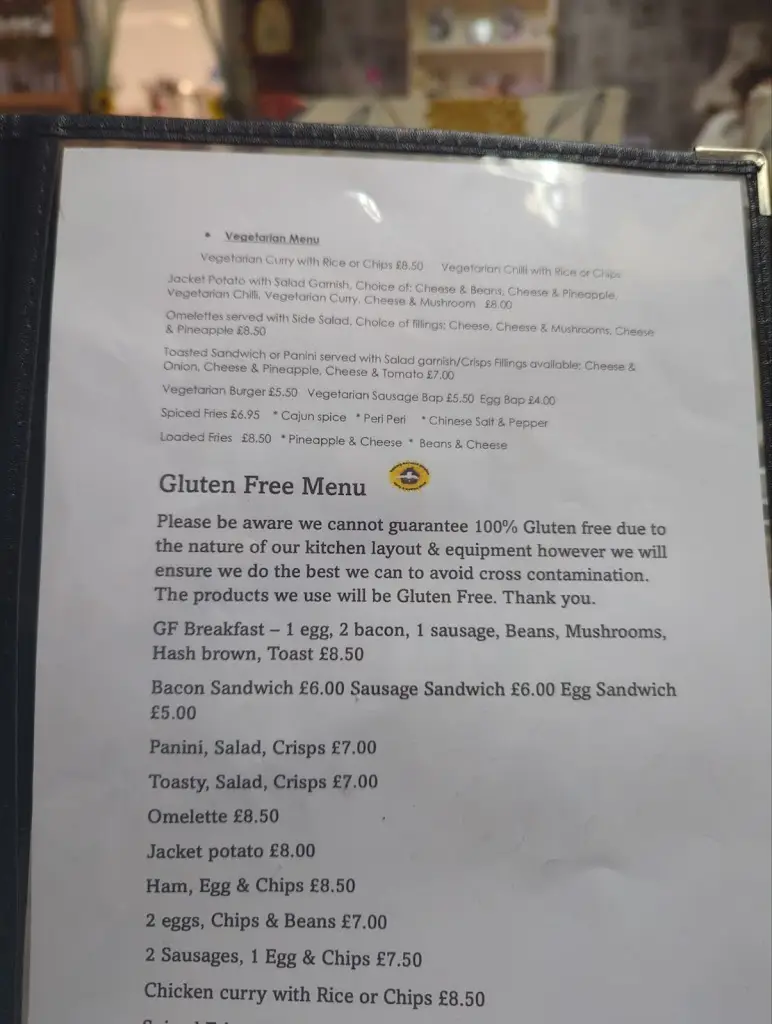 • Vegetarian Menu
Vegetarian Curry with Rice or Chips £8.50 Vegetarian Chilli with Rice or Chips
Jacket Potato with Salad Garnish, Choice of: Cheese & Beans, Cheese & Pineapple,
Vegetarian Chilli, Vegetarian Curry, Cheese & Mushroom £8.00
Omelettes served with Side Salad, Choice of fillings; Cheese, Cheese & Mushrooms, Cheese
& Pineapple £8.50
Toasted Sandwich or Panini served with Salad garnish/Crisps Fillings available: Cheese &
Onion, Cheese & Pineapple, Cheese & Tomato £7.00
Vegetarian Burger £5.50 Vegetarian Sausage Bap £5.50 Egg Bap £4.00
Spiced Fries £6.95 * Cajun spice * Peri Peri * Chinese Salt & Pepper
Loaded Fries £8.50 * Pineapple & Cheese * Beans & Cheese
Gluten Free Menu
Please be aware we cannot guarantee 100% Gluten free due to
the nature of our kitchen layout & equipment however we will
ensure we do the best we can to avoid cross contamination.
The products we use will be Gluten Free. Thank you.
GF Breakfast – 1 egg, 2 bacon, 1 sausage, Beans, Mushrooms,
Hash brown, Toast £8.50
Bacon Sandwich £6.00 Sausage Sandwich £6.00 Egg Sandwich
£5.00
Panini, Salad, Crisps £7.00
Toasty, Salad, Crisps £7.00
Omelette £8.50
Jacket potato £8.00
Ham, Egg & Chips £8.50
2 eggs, Chips & Beans £7.00
2 Sausages, 1 Egg & Chips £7.50
Chicken curry with Rice or Chips £8.50